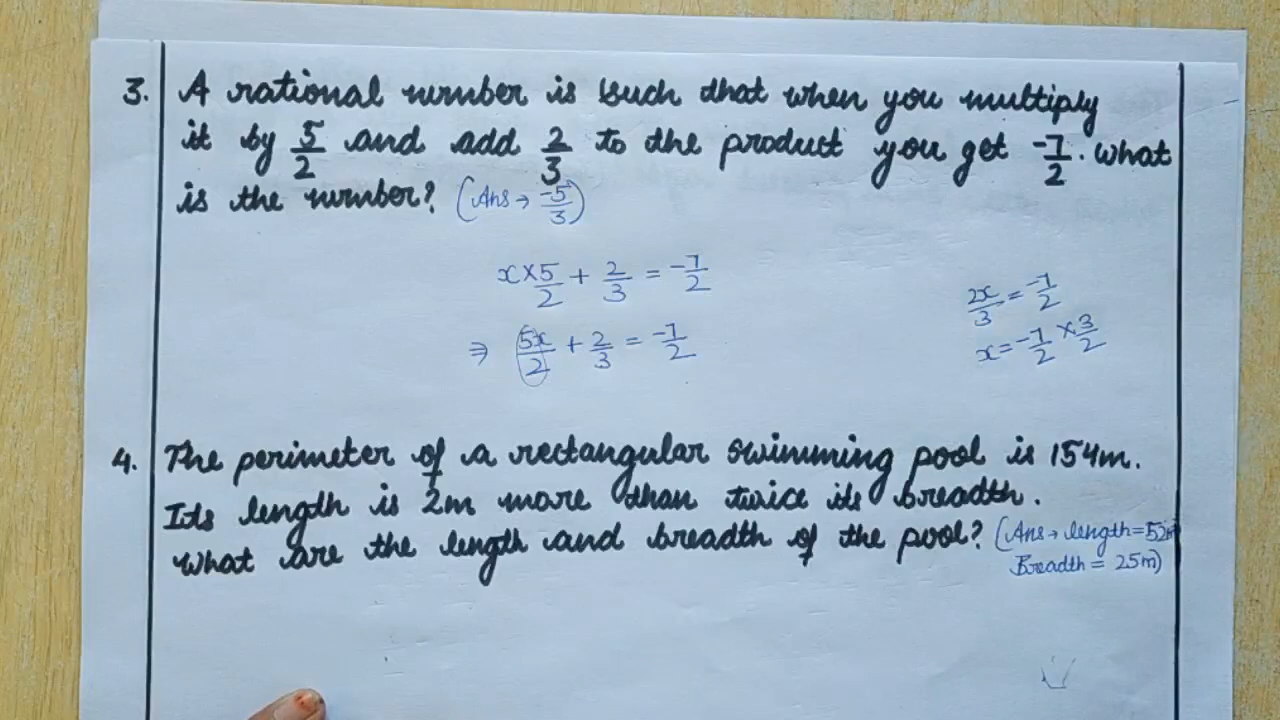 3. A rational number is such that when you multiply
it by 5/2 and add 2/3 to the product you get -7/2. what
is the number? (Ans → -5/3)
x × 5/2 + 2/3 = -7/2
⇒ 5x/2 + 2/3 = -7/2
2x/3 = -7/2
x = -7/2 × 3/2
4. The perimeter of a rectangular swimming pool is 154m.
Its length is 2m more than twice its breadth.
What are the length and breadth of the pool? (Ans → length = 52m
Breadth = 25m)